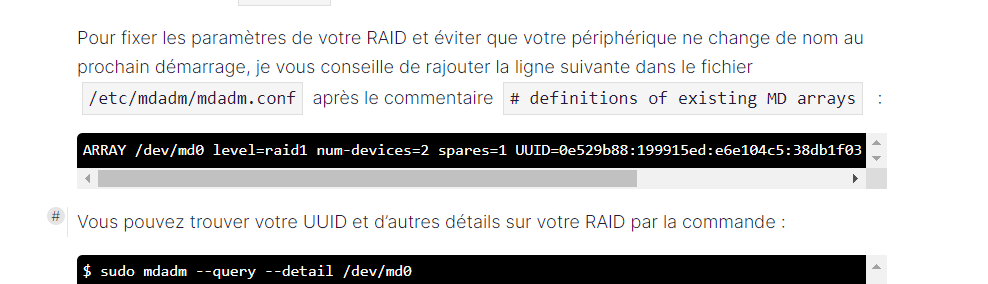 Pour fixer les paramètres de votre RAID et éviter que votre périphérique ne change de nom au
prochain démarrage, je vous conseille de rajouter la ligne suivante dans le fichier
/etc/mdadm/mdadm.conf après le commentaire # definitions of existing MD arrays :
ARRAY /dev/md0 level=raid1 num-devices=2 spares=1 UUID=0e529b88:199915ed:e6e104c5:38db1f03
# Vous pouvez trouver votre UUID et d’autres détails sur votre RAID par la commande :
$ sudo mdadm --query --detail /dev/md0